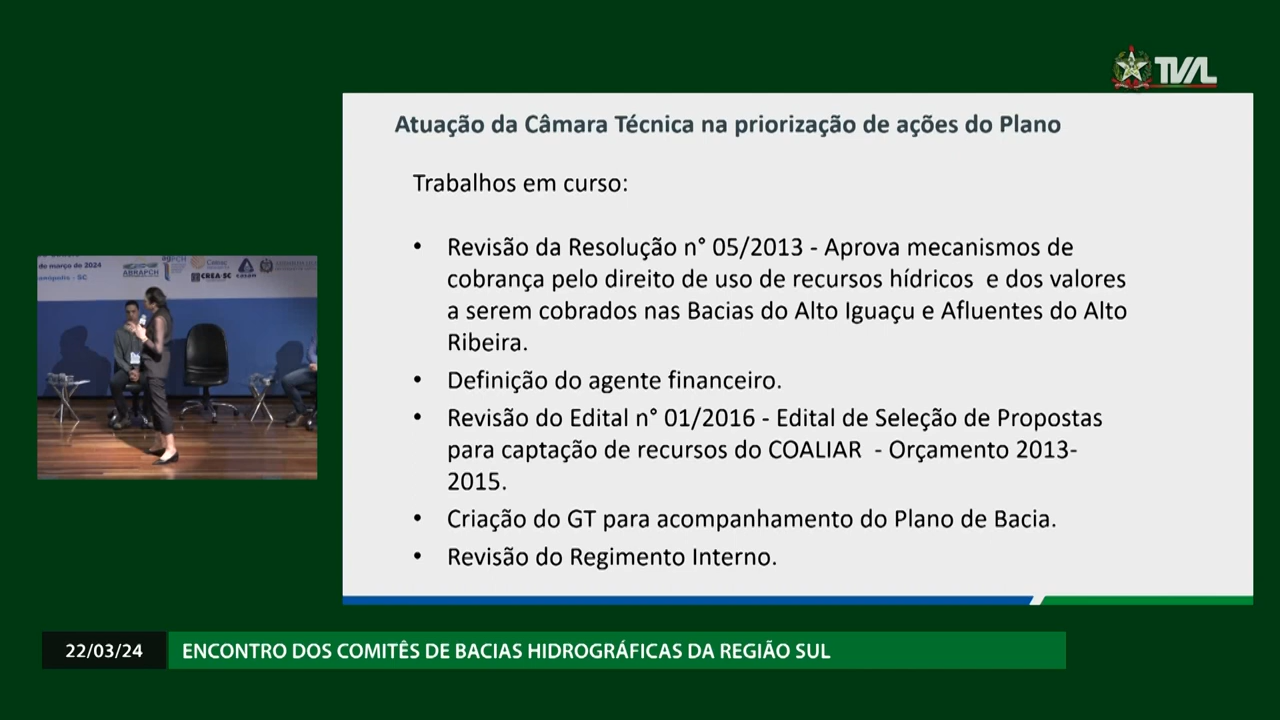 TVAL
Atuação da Câmara Técnica na priorização de ações do Plano
Trabalhos em curso:
• Revisão da Resolução n° 05/2013 - Aprova mecanismos de
cobrança pelo direito de uso de recursos hídricos e dos valores
a serem cobrados nas Bacias do Alto Iguaçu e Afluentes do Alto
Ribeira.
• Definição do agente financeiro.
• Revisão do Edital n° 01/2016 - Edital de Seleção de Propostas
para captação de recursos do COALIAR - Orçamento 2013-
2015.
• Criação do GT para acompanhamento do Plano de Bacia.
• Revisão do Regimento Interno.
de março de 2024
ABRAPCH
CREA-SC
22/03/24
ENCONTRO DOS COMITÊS DE BACIAS HIDROGRÁFICAS DA REGIÃO SUL